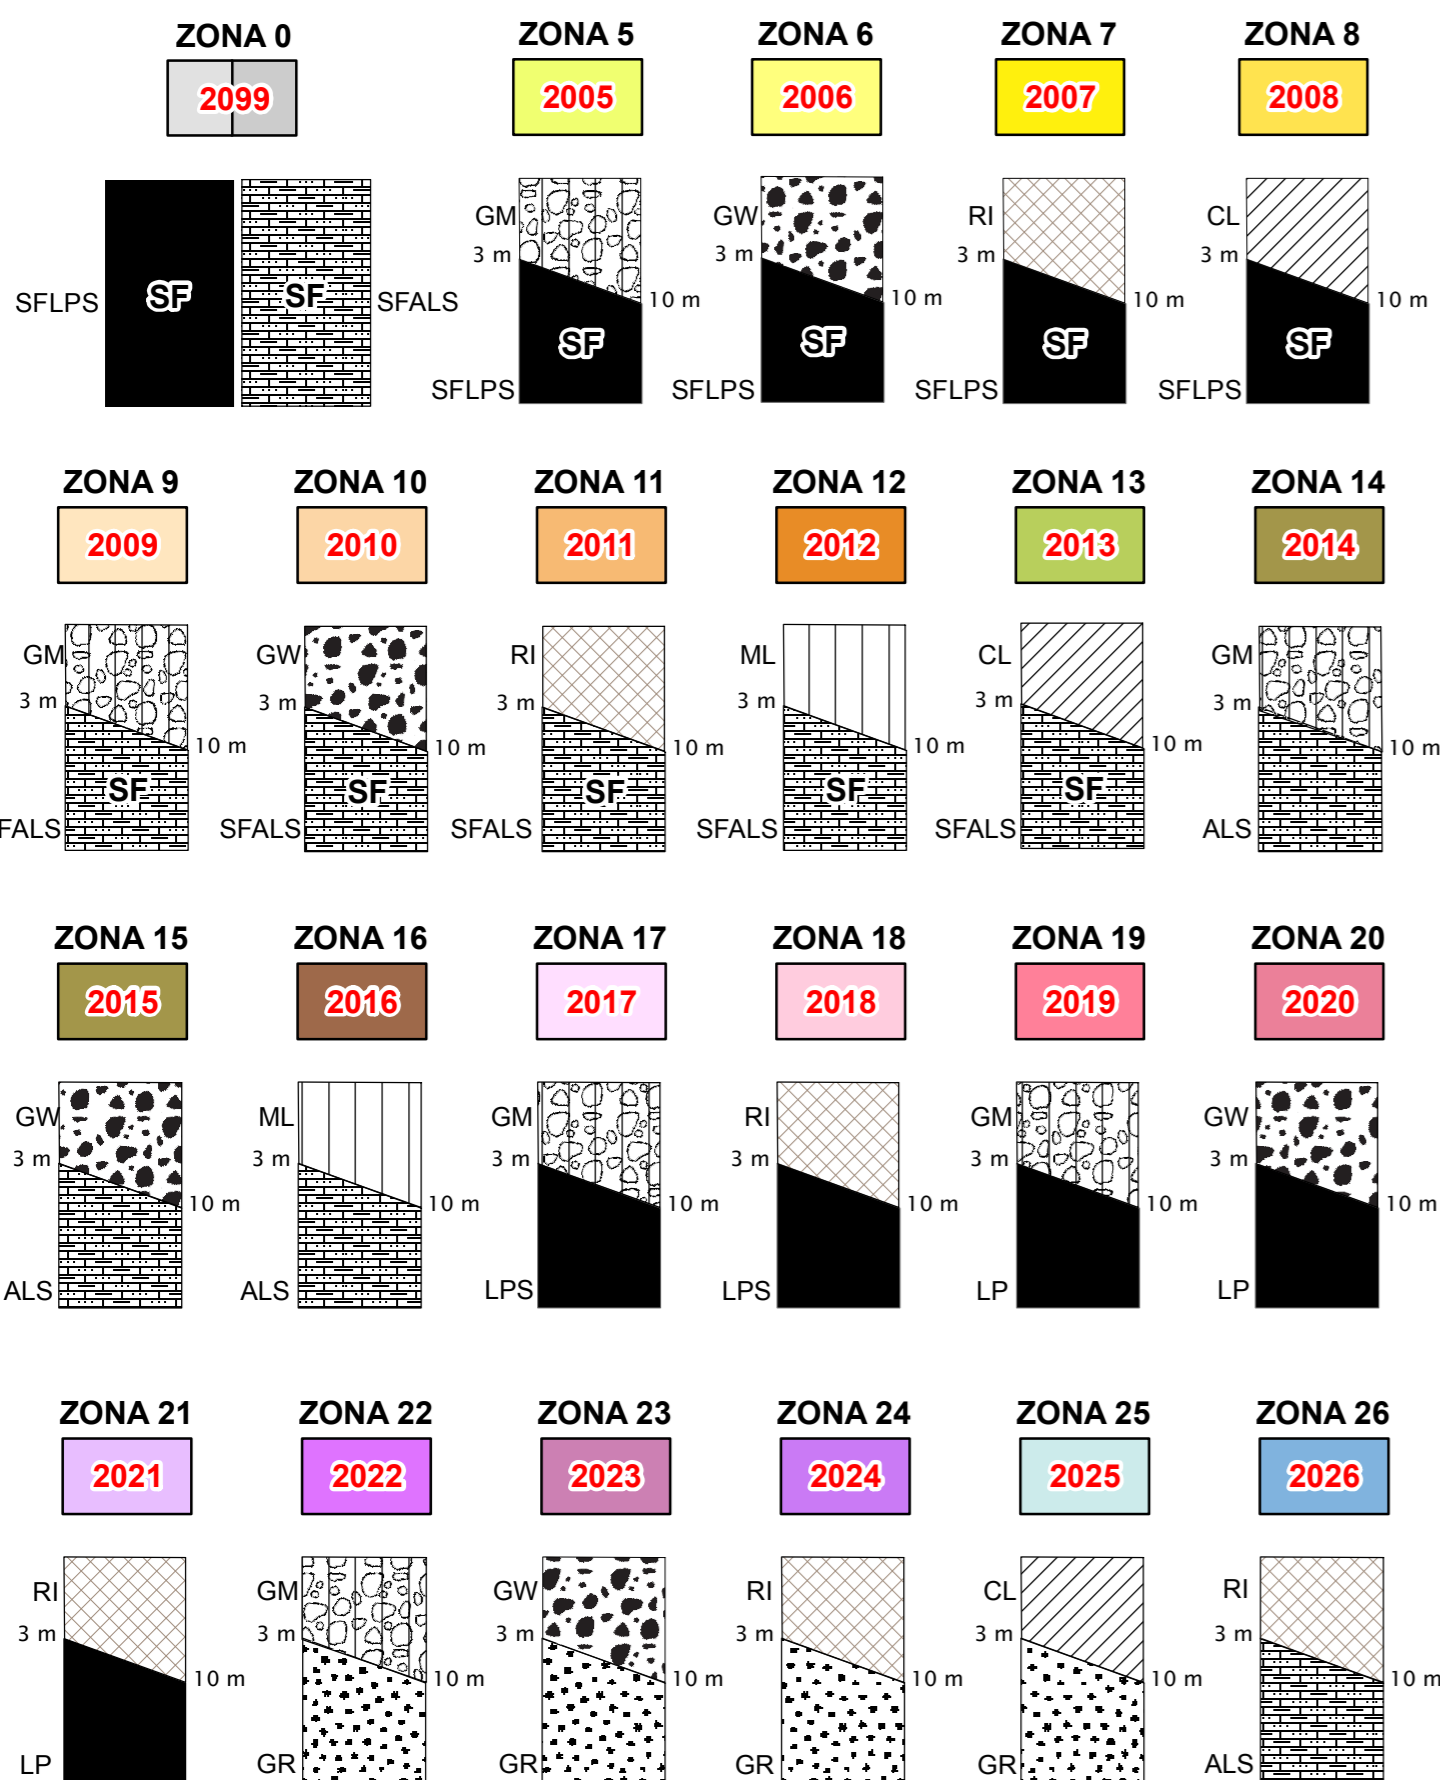 ZONA 0 ZONA 5 ZONA 6 ZONA 7 ZONA 8
2099 2005 2006 2007 2008
GM GW RI CL
3 m 3 m 3 m 3 m
SFLPS SF SF SFALS 10 m 10 m 10 m 10 m
SF SF SF SF
SFLPS SFLPS SFLPS SFLPS
ZONA 9 ZONA 10 ZONA 11 ZONA 12 ZONA 13 ZONA 14
2009 2010 2011 2012 2013 2014
GM GW RI ML CL GM
3 m 3 m 3 m 3 m 3 m 3 m
10 m 10 m 10 m 10 m 10 m 10 m
SF SF SF SF SF
FALS SFALS SFALS SFALS SFALS ALS
ZONA 15 ZONA 16 ZONA 17 ZONA 18 ZONA 19 ZONA 20
2015 2016 2017 2018 2019 2020
GW ML GM RI GM GW
3 m 3 m 3 m 3 m 3 m 3 m
10 m 10 m 10 m 10 m 10 m 10 m
ALS ALS LPS LPS LP LP
ZONA 21 ZONA 22 ZONA 23 ZONA 24 ZONA 25 ZONA 26
2021 2022 2023 2024 2025 2026
RI GM GW RI CL RI
3 m 3 m 3 m 3 m 3 m 3 m
10 m 10 m 10 m 10 m 10 m 10 m
LP GR GR GR GR ALS